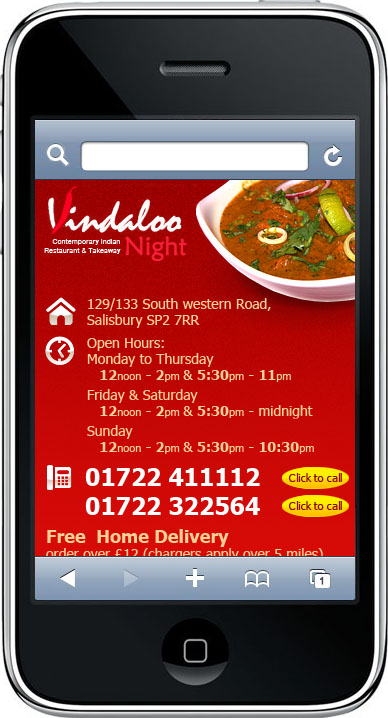 Vindaloo
Contemporary Indian
Restaurant & Takeaway
Night
129/133 South western Road,
Salisbury SP2 7RR
Open Hours:
Monday to Thursday
12noon - 2pm & 5:30pm - 11pm
Friday & Saturday
12noon - 2pm & 5:30pm - midnight
Sunday
12noon - 2pm & 5:30pm - 10:30pm
01722 411112 Click to call
01722 322564 Click to call
Free Home Delivery
order over £12 (chargers apply over 5 miles)
1